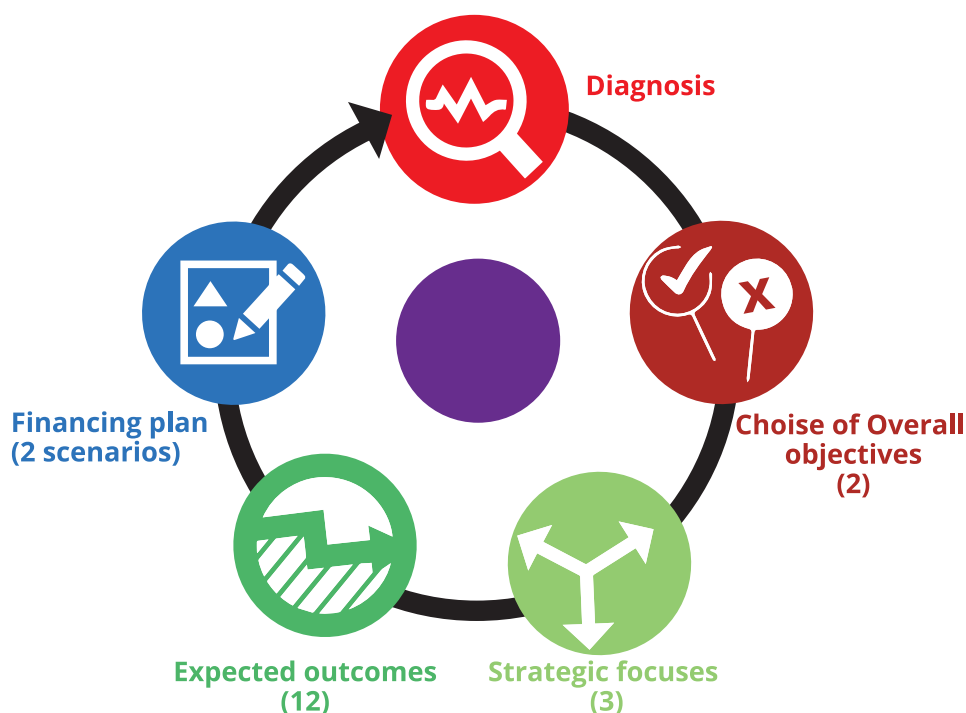 Diagnosis
X
Choise of Overall
objectives
(2)
Strategic focuses
(3)
Expected outcomes
(12)
Financing plan
(2 scenarios)